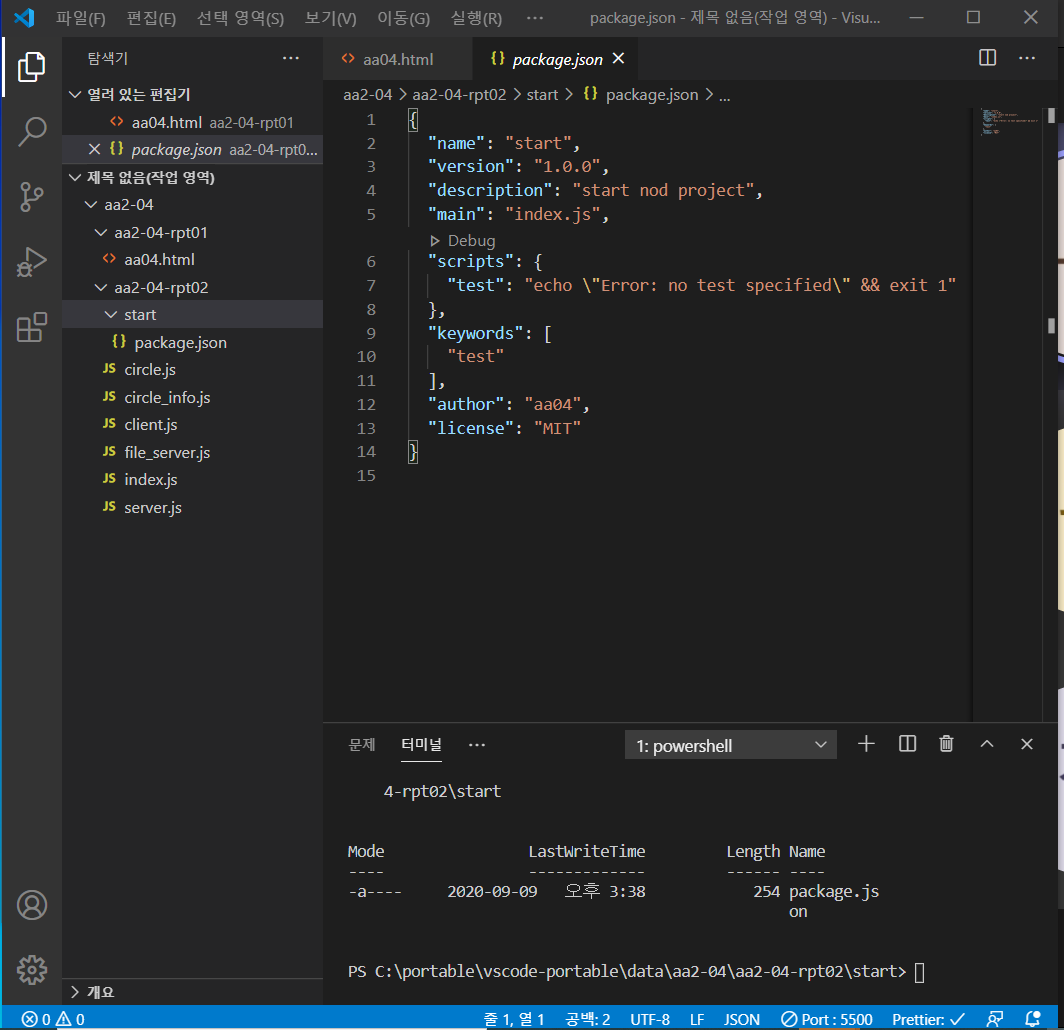 파일(F) 편집(E) 선택 영역(S) 보기(V) 이동(G) 실행(R) ··· package.json - 제목 없음(작업 영역) - Visu...
탐색기 ···
열려 있는 편집기
<> aa04.html aa2-04-rpt01
{} package.json aa2-04-rpt0...
제목 없음(작업 영역)
aa2-04
aa2-04-rpt01
<> aa04.html
aa2-04-rpt02
start
{} package.json
JS circle.js
JS circle_info.js
JS client.js
JS file_server.js
JS index.js
JS server.js
개요
<> aa04.html {} package.json ···
aa2-04 > aa2-04-rpt02 > start > {} package.json > ...
1 {
2 "name": "start",
3 "version": "1.0.0",
4 "description": "start nod project",
5 "main": "index.js",
Debug
6 "scripts": {
7 "test": "echo \"Error: no test specified\" && exit 1"
8 },
9 "keywords": [
10 "test"
11 ],
12 "author": "aa04",
13 "license": "MIT"
14 }
15
문제 터미널 ··· 1: powershell
4-rpt02\start
Mode LastWriteTime Length Name
---- ------------- ------ ----
-a---- 2020-09-09 오후 3:38 254 package.js
on
PS C:\portable\vscode-portable\data\aa2-04\aa2-04-rpt02\start>
0 0 줄 1, 열 1 공백: 2 UTF-8 LF JSON Port : 5500 Prettier: ✓